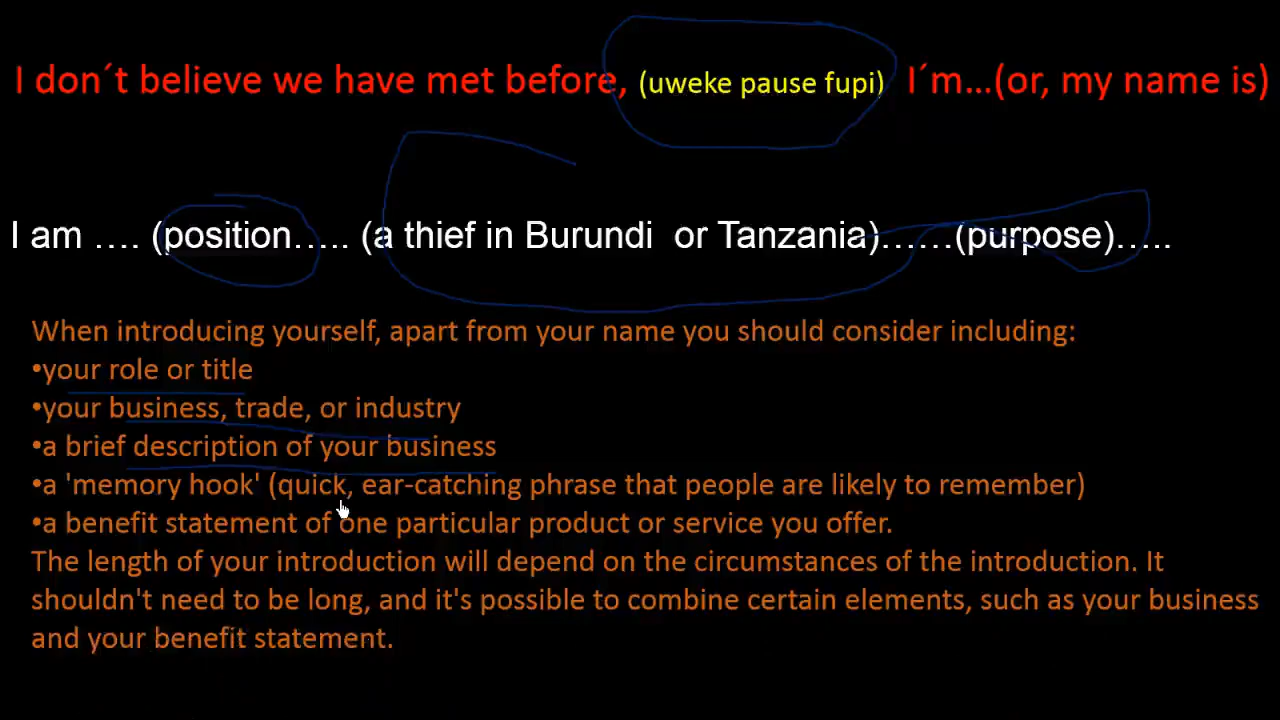 I don´t believe we have met before, (uweke pause fupi) I´m...(or, my name is)
I am …. (position….. (a thief in Burundi or Tanzania)……(purpose)…..
When introducing yourself, apart from your name you should consider including:
•your role or title
•your business, trade, or industry
•a brief description of your business
•a 'memory hook' (quick, ear-catching phrase that people are likely to remember)
•a benefit statement of one particular product or service you offer.
The length of your introduction will depend on the circumstances of the introduction. It
shouldn't need to be long, and it's possible to combine certain elements, such as your business
and your benefit statement.